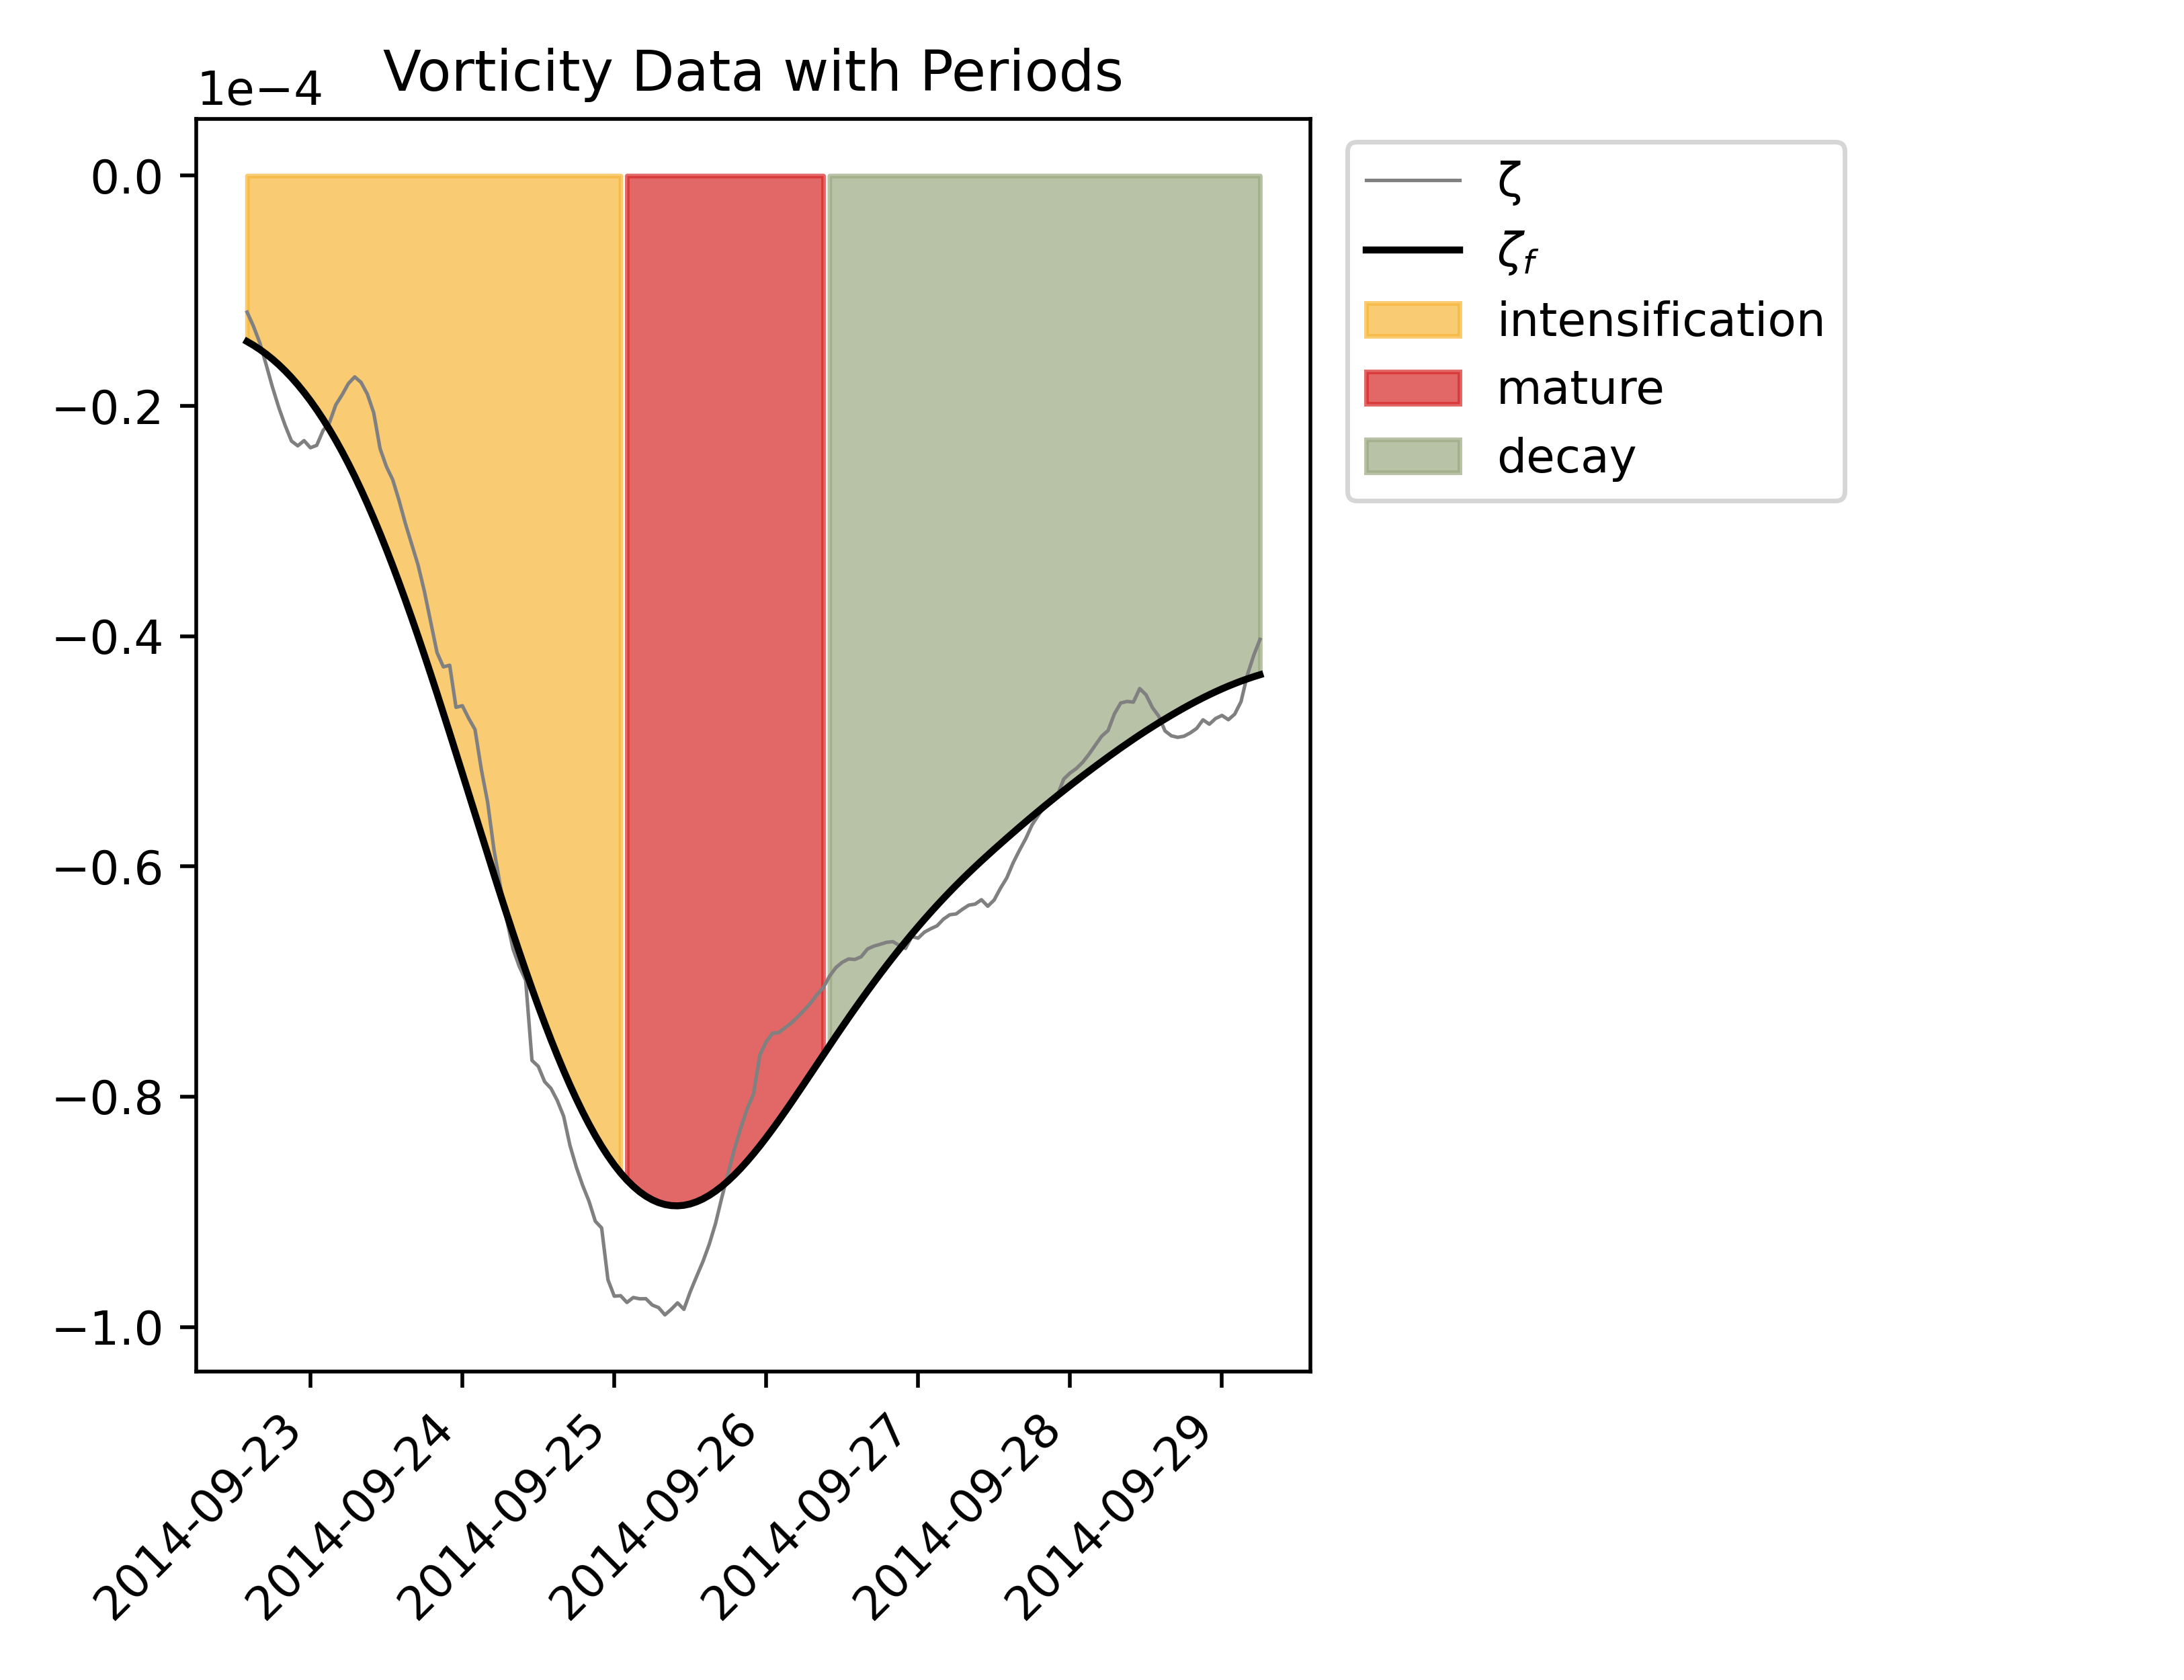 Vorticity Data with Periods
1e−4
0.0
−0.2
−0.4
−0.6
−0.8
−1.0
2014-09-23
2014-09-24
2014-09-25
2014-09-26
2014-09-27
2014-09-28
2014-09-29
ζ
ζf
intensification
mature
decay